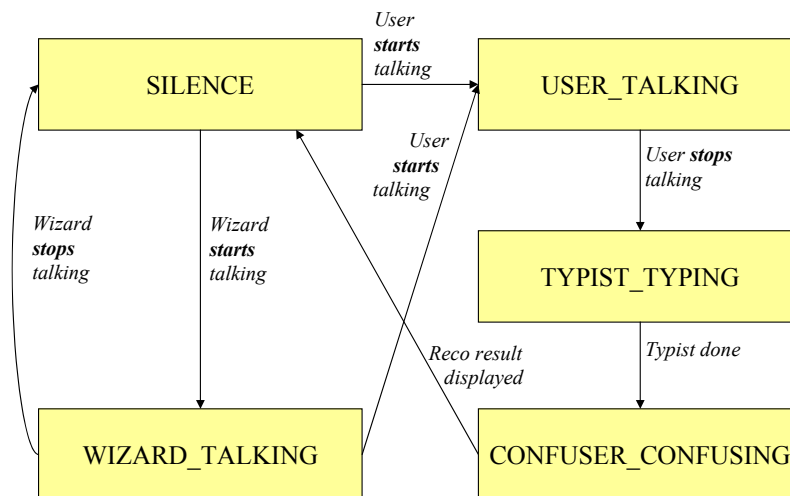 User
starts
talking
SILENCE
USER_TALKING
User
starts
talking
User stops
talking
Wizard
stops
talking
Wizard
starts
talking
TYPIST_TYPING
Reco result
displayed
Typist done
WIZARD_TALKING
CONFUSER_CONFUSING